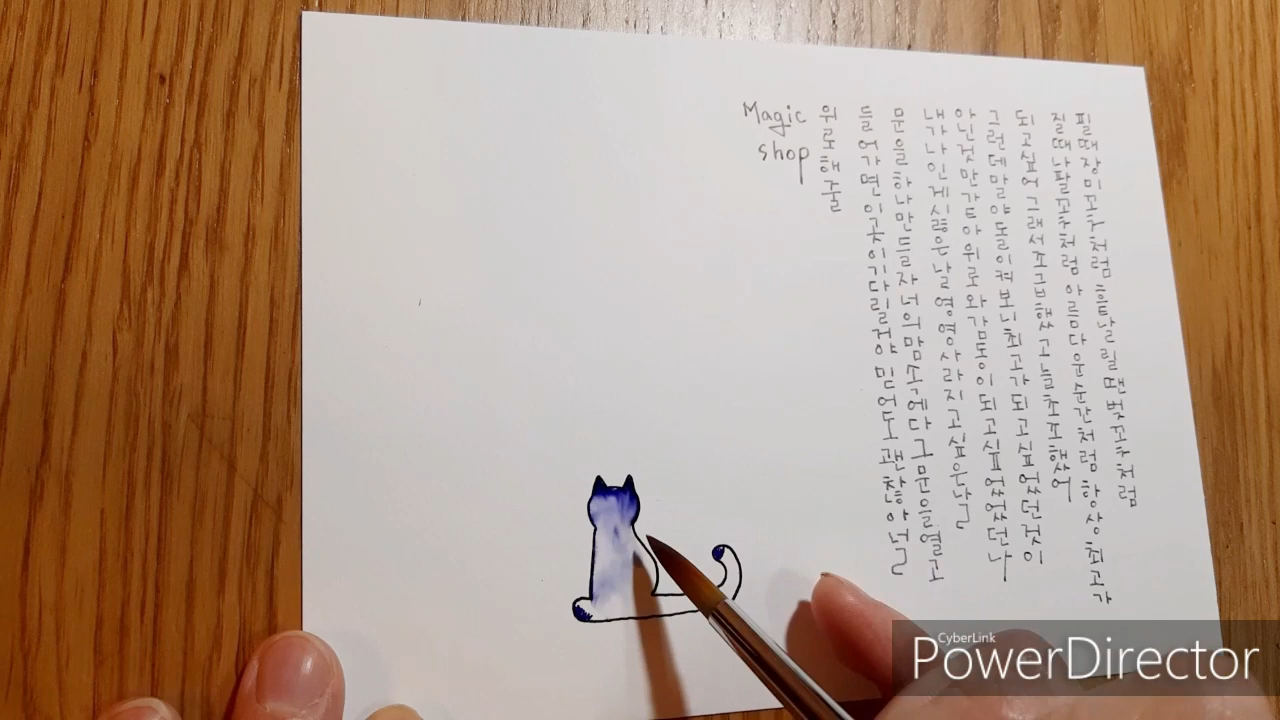 필땐장미꽃처럼 흩날릴땐벚꽃처럼
질때나팔꽃처럼 아름다운순간처럼 항상 최고가
되고싶어 그래서조급했고늘초조했어
그런데말야돌이켜보니최고가되고싶었던것이
아닌것만같아위로와감동이되고싶었었던나
내가나인게싫은날영영사라지고싶은날
문을하나만들자너의맘속에다그문을열고
들어가면이곳이기다릴거야믿어도괜찮아널
위로해줄
Magic
shop
CyberLink
PowerDirector